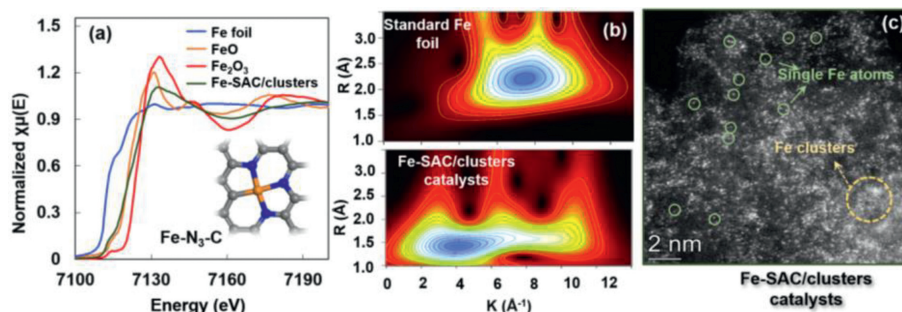 (a)
Fe foil
FeO
Fe₂O₃
Fe-SAC/clusters
Normalized χμ(E)
1.5
1.2
0.9
0.6
0.3
0
7100
7130
7160
7190
Energy (eV)
Fe-N₃-C
(b)
Standard Fe
foil
R (Å)
3.0
2.5
2.0
1.5
1.0
Fe-SAC/clusters
catalysts
R (Å)
3.0
2.5
2.0
1.5
1.0
0
2
4
6
8
10
12
K (Å⁻¹)
(c)
Single Fe atoms
Fe clusters
2 nm
Fe-SAC/clusters
catalysts